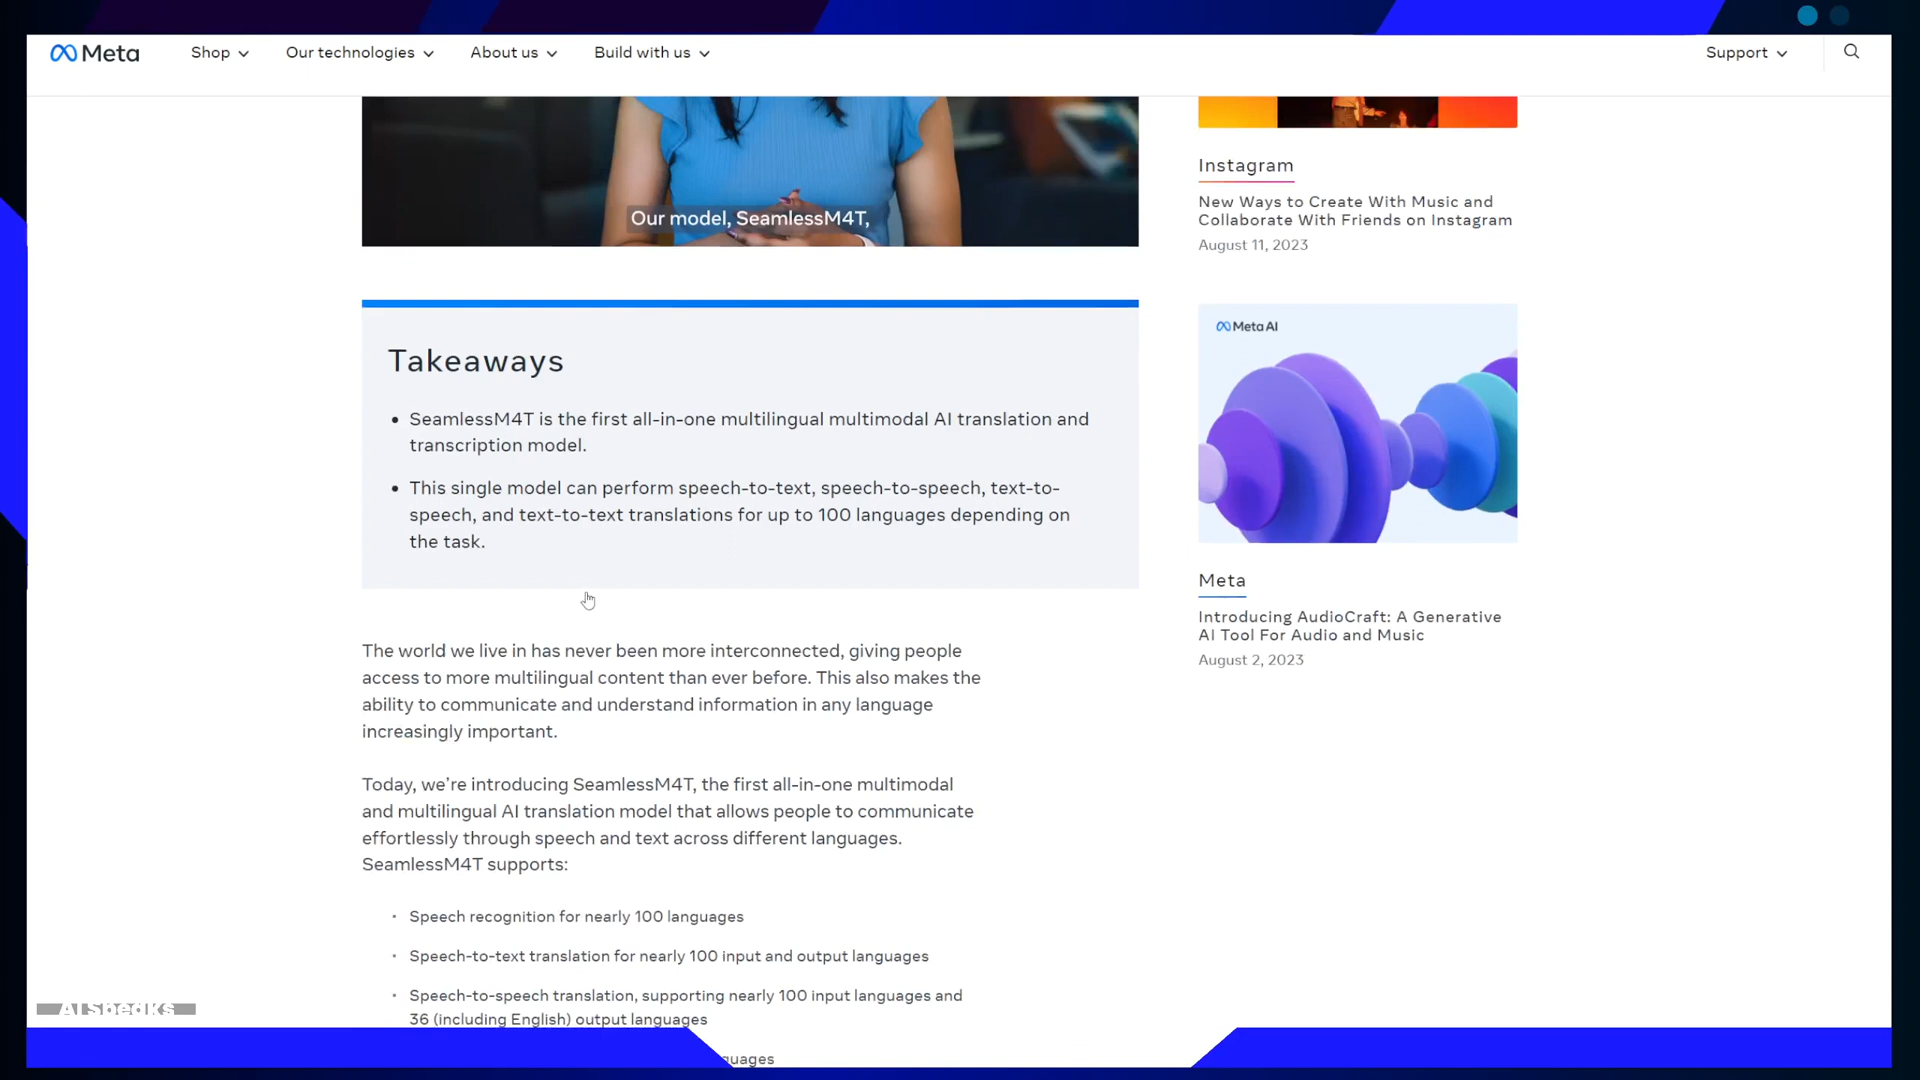 Meta
Shop
Our technologies
About us
Build with us
Support
Our model, SeamlessM4T,
Takeaways
• SeamlessM4T is the first all-in-one multilingual multimodal AI translation and
transcription model.
• This single model can perform speech-to-text, speech-to-speech, text-to-
speech, and text-to-text translations for up to 100 languages depending on
the task.
The world we live in has never been more interconnected, giving people
access to more multilingual content than ever before. This also makes the
ability to communicate and understand information in any language
increasingly important.
Today, we’re introducing SeamlessM4T, the first all-in-one multimodal
and multilingual AI translation model that allows people to communicate
effortlessly through speech and text across different languages.
SeamlessM4T supports:
• Speech recognition for nearly 100 languages
• Speech-to-text translation for nearly 100 input and output languages
• Speech-to-speech translation, supporting nearly 100 input languages and
36 (including English) output languages
Instagram
New Ways to Create With Music and
Collaborate With Friends on Instagram
August 11, 2023
Meta AI
Meta
Introducing AudioCraft: A Generative
AI Tool For Audio and Music
August 2, 2023